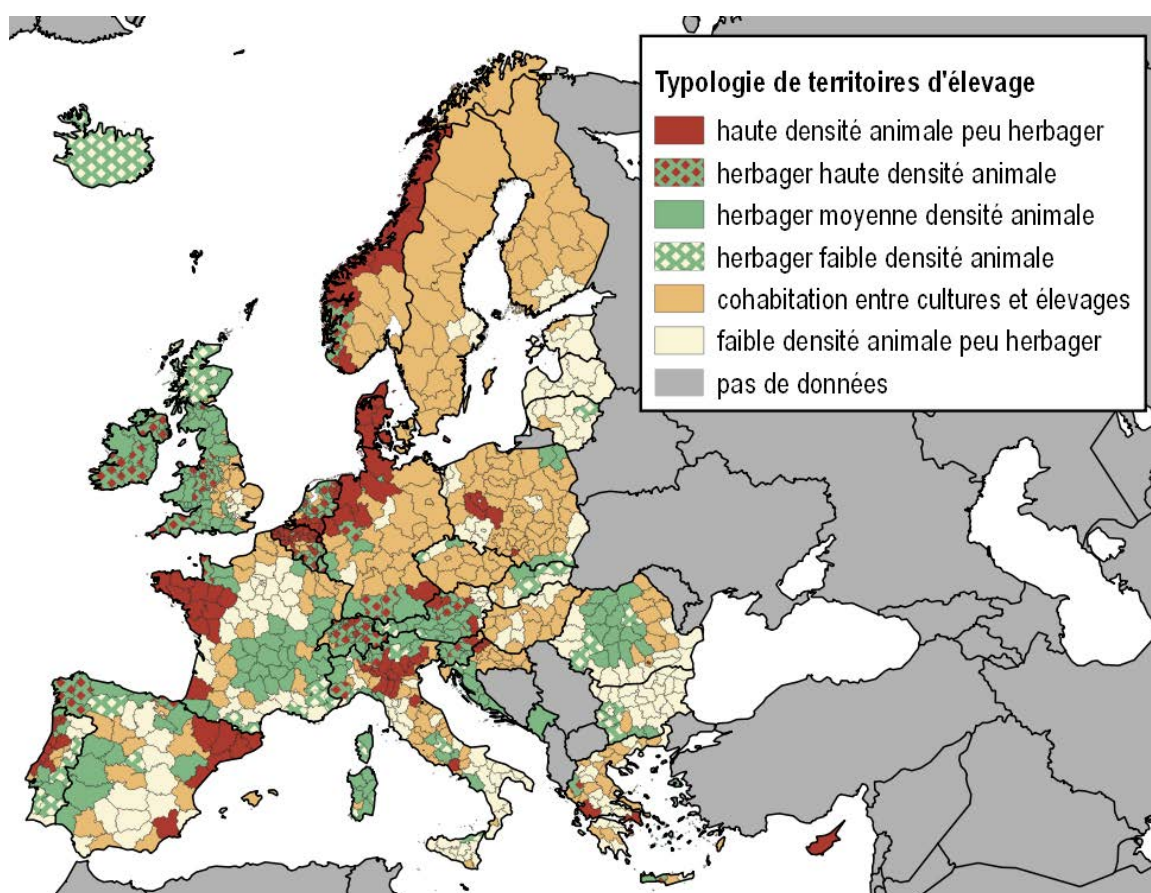 Typologie de territoires d'élevage
haute densité animale peu herbager
herbager haute densité animale
herbager moyenne densité animale
herbager faible densité animale
cohabitation entre cultures et élevages
faible densité animale peu herbager
pas de données